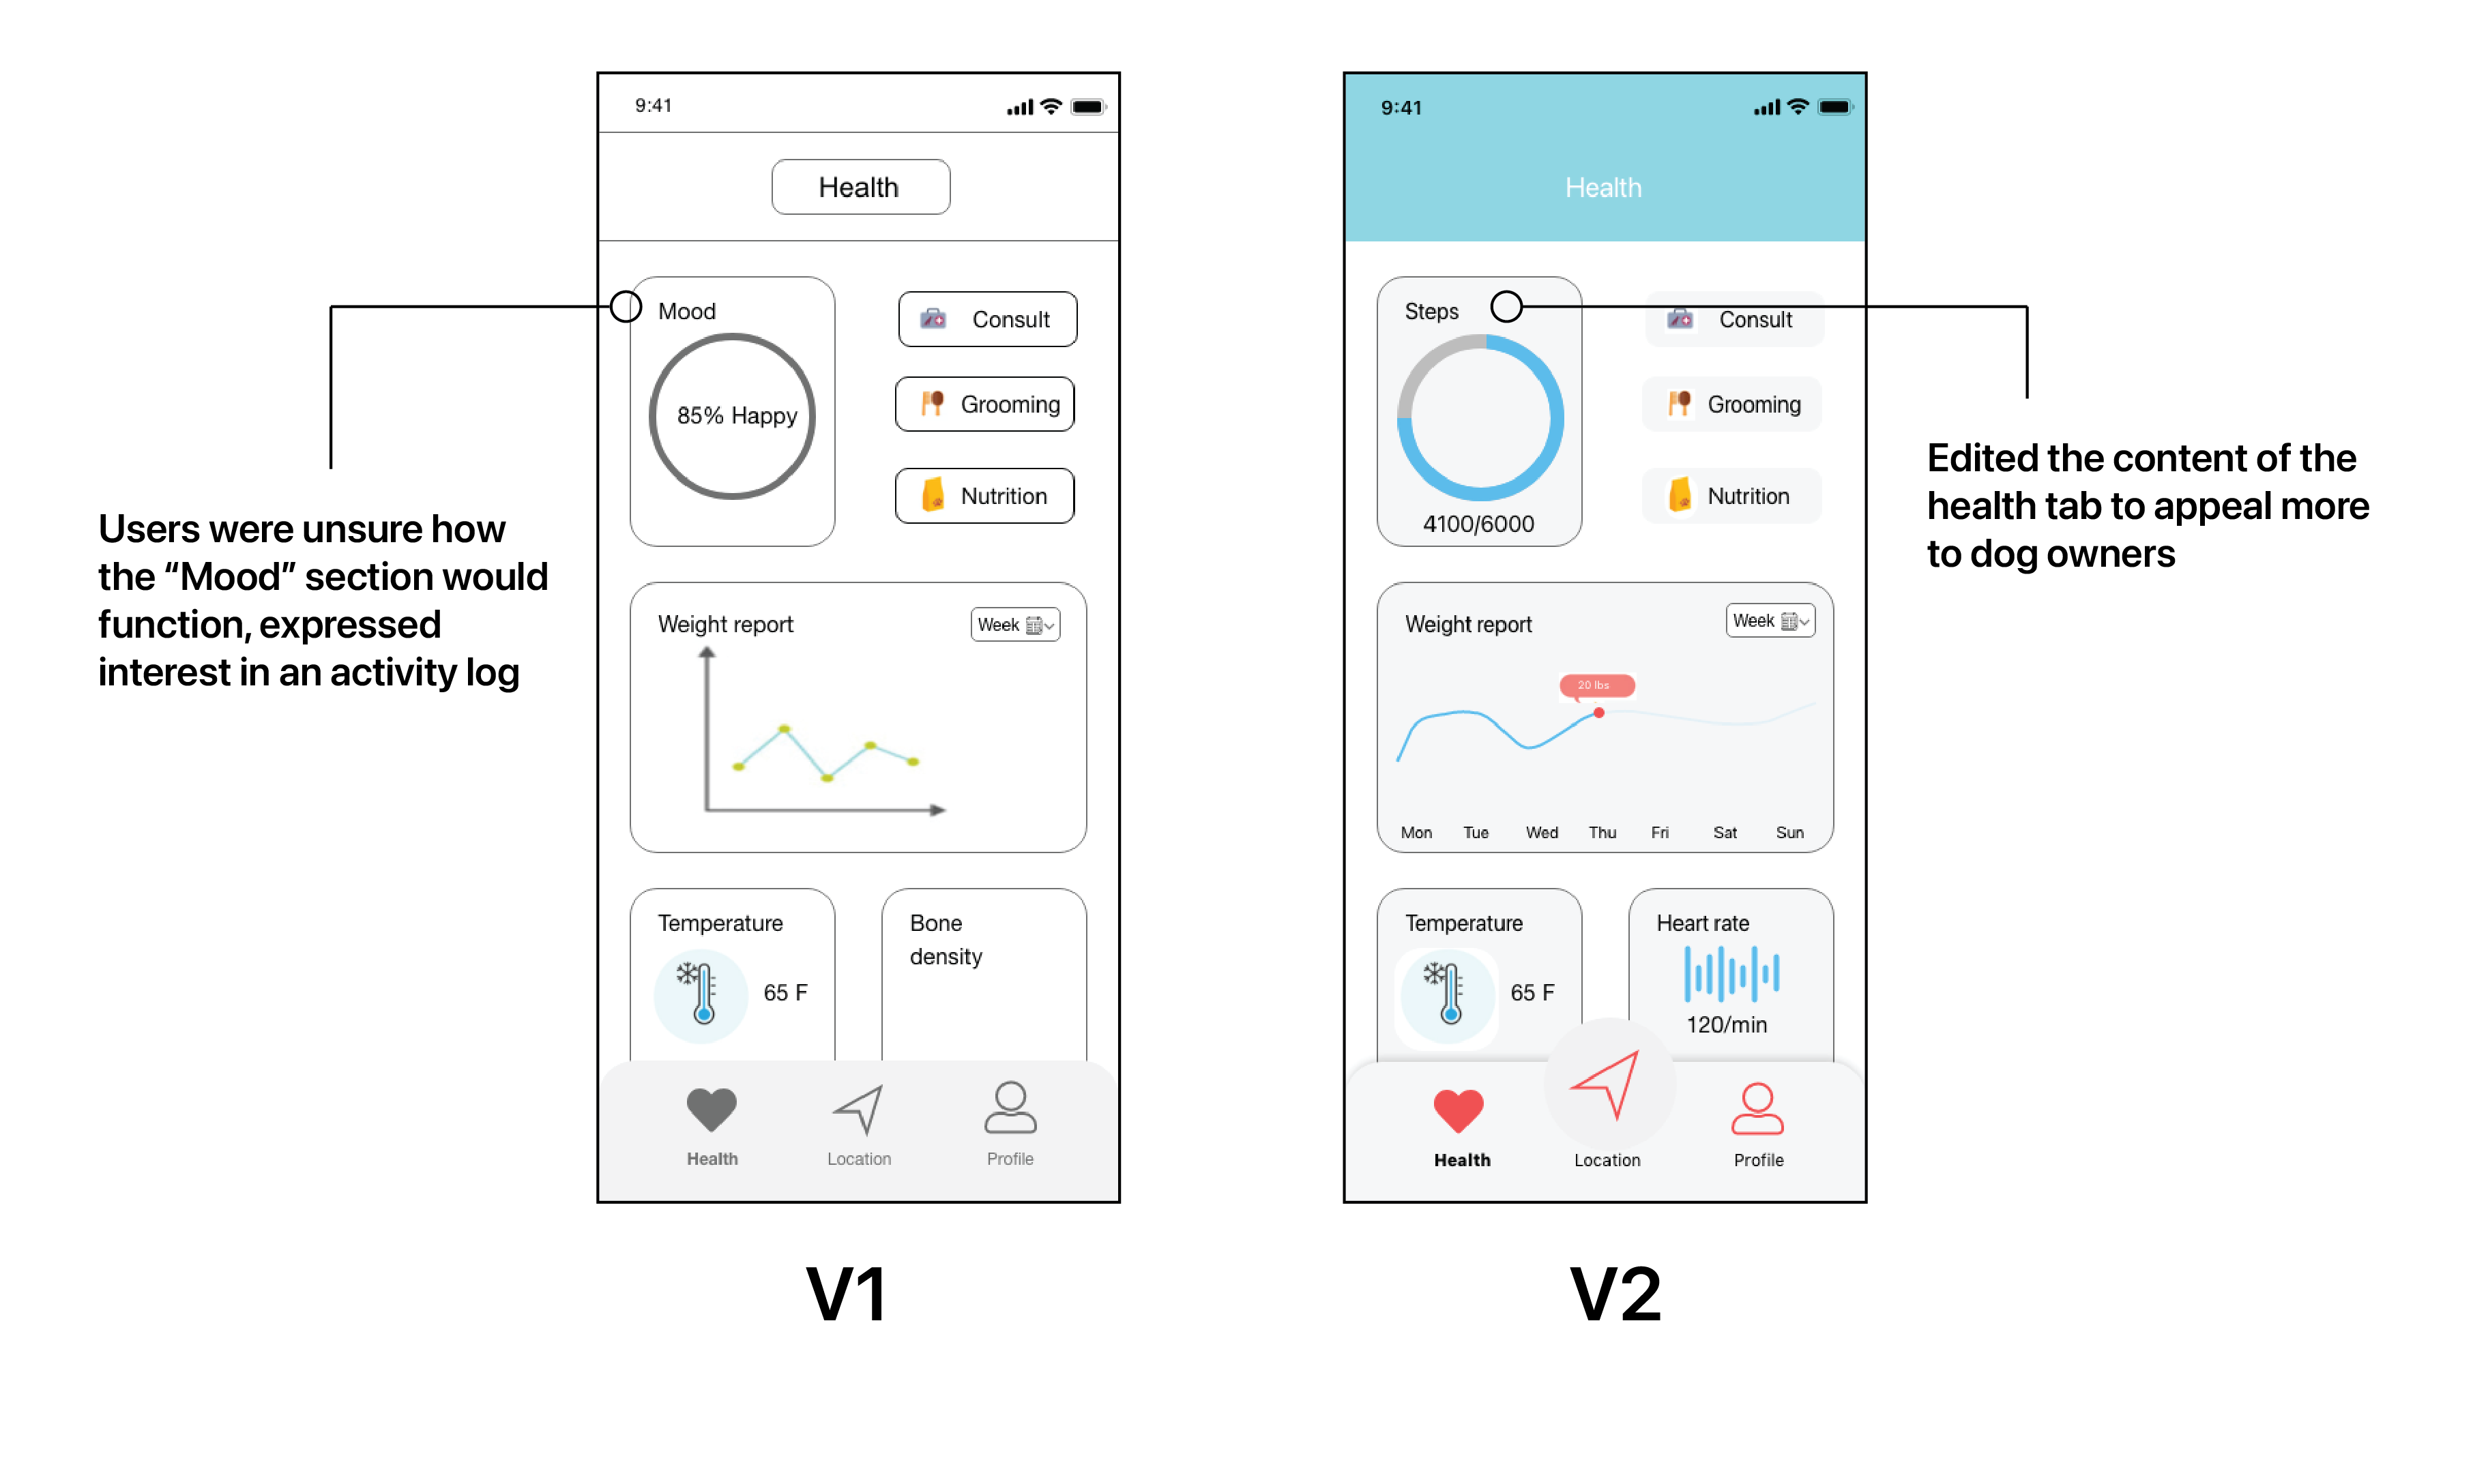 9:41
Health
Mood
85% Happy
Consult
Grooming
Nutrition
Weight report
Week
Temperature
65 F
Bone
density
Health
Location
Profile
Users were unsure how
the “Mood” section would
function, expressed
interest in an activity log
V1
9:41
Health
Steps
4100/6000
Consult
Grooming
Nutrition
Weight report
Week
20 lbs
Mon Tue Wed Thu Fri Sat Sun
Temperature
65 F
Heart rate
120/min
Health
Location
Profile
Edited the content of the
health tab to appeal more
to dog owners
V2